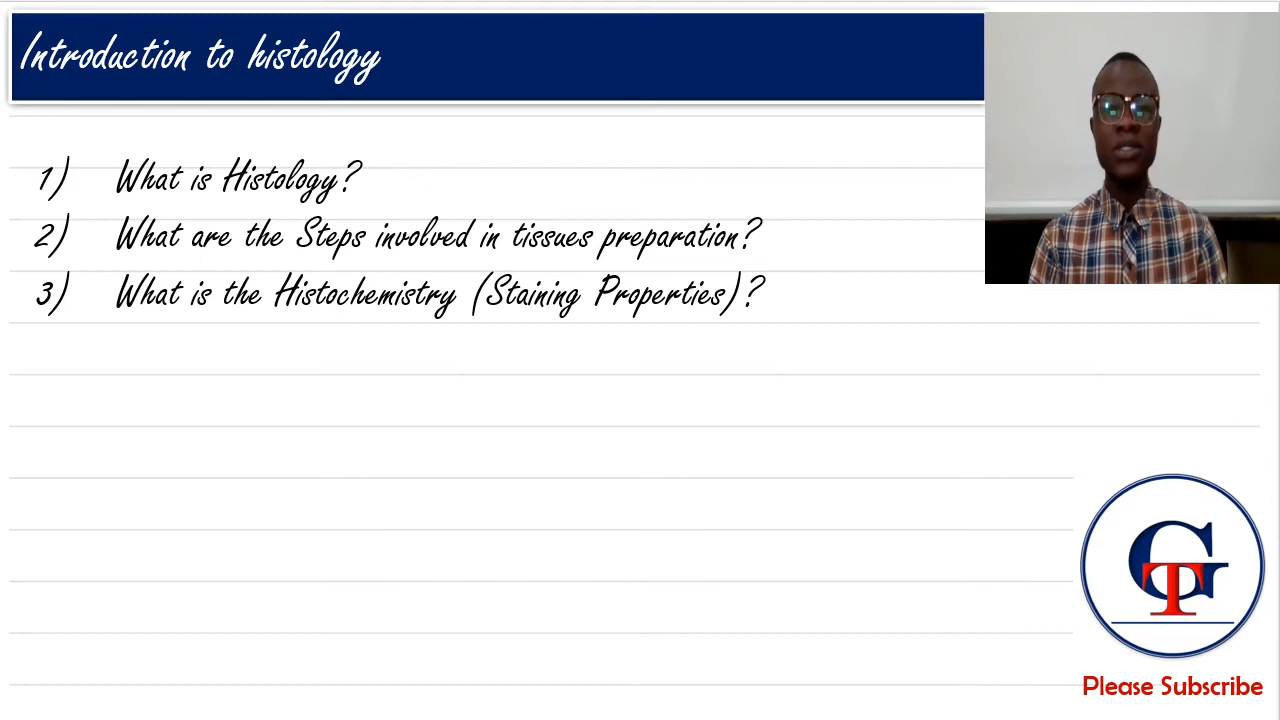 Introduction to histology
1) What is Histology?
2) What are the Steps involved in tissues preparation?
3) What is the Histochemistry (Staining Properties)?
GT
Please Subscribe